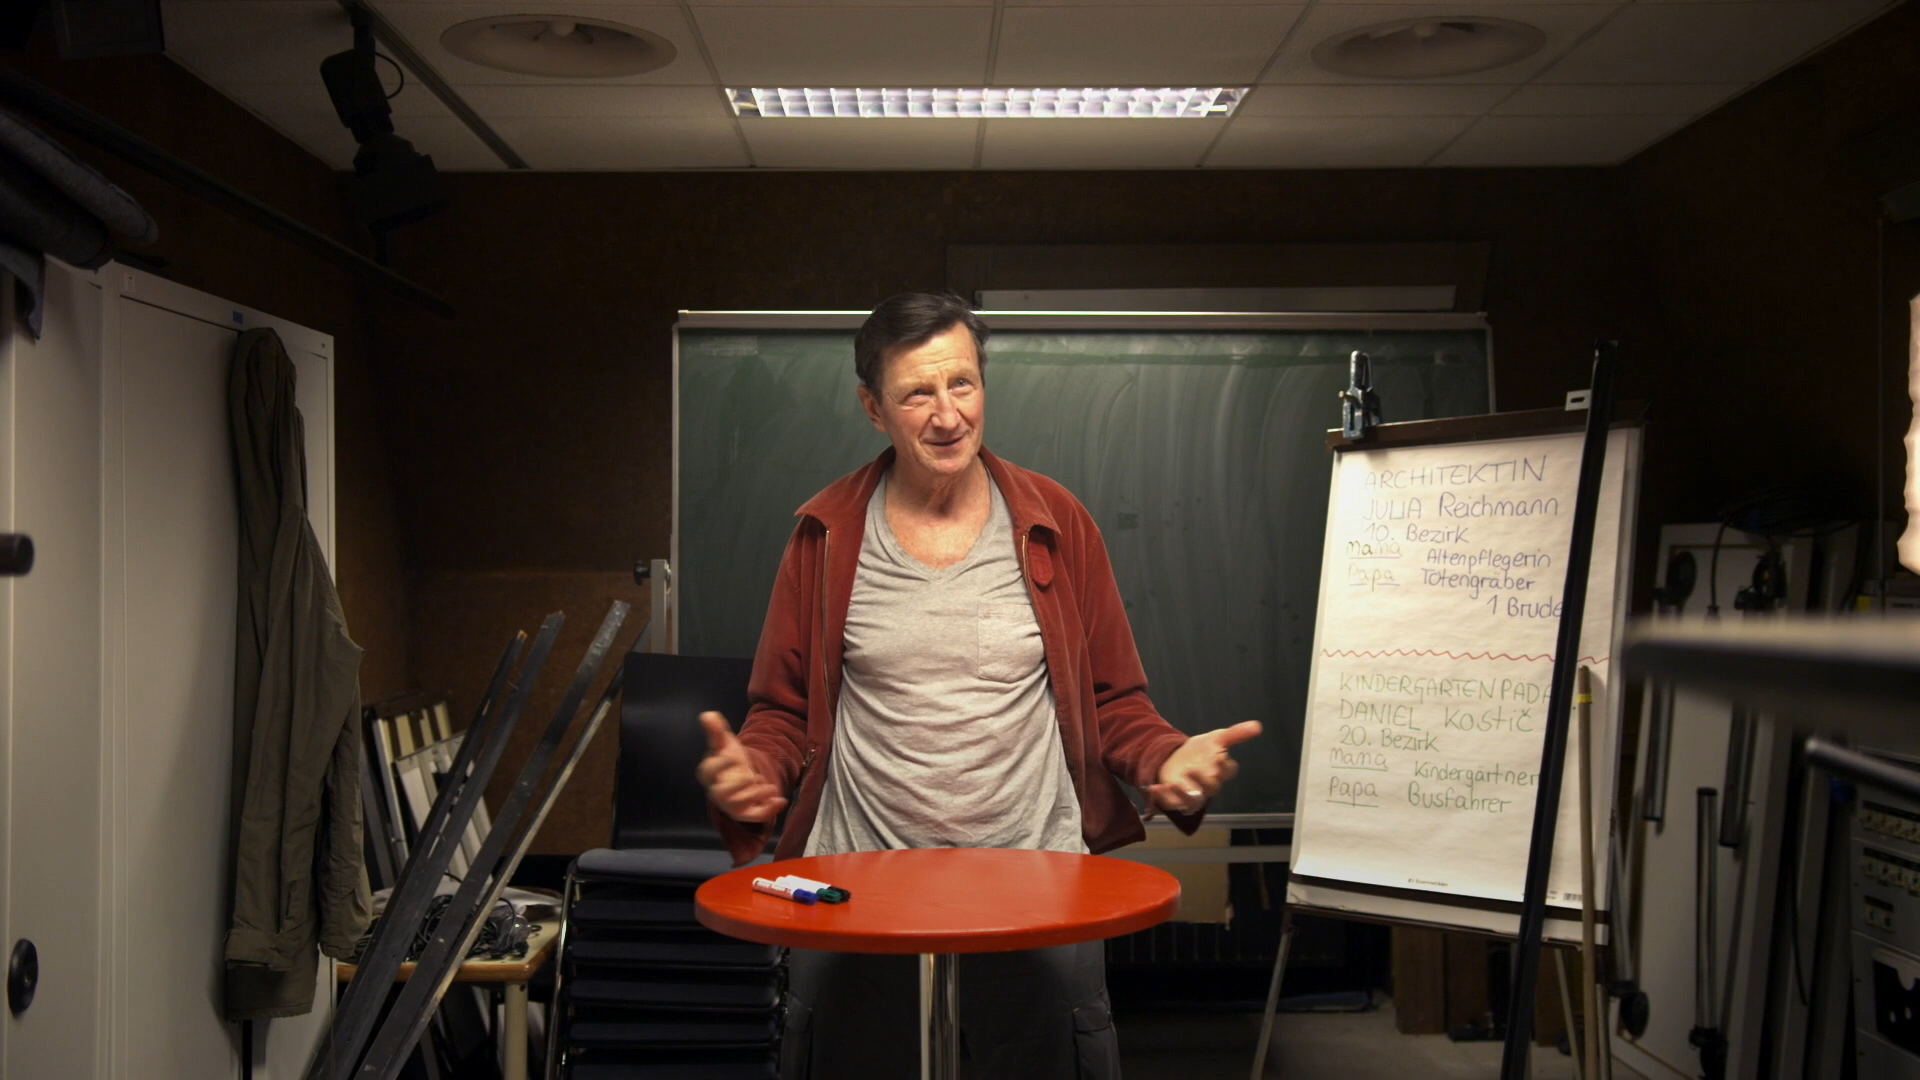 ARCHITEKTIN
JULIA Reichmann
10. Bezirk
Mama Altenpflegerin
Papa Totengräber
1 Brude
KINDERGARTENPÄDA
DANIEL KOSTIČ
20. Bezirk
Mama Kindergärtner
Papa Busfahrer